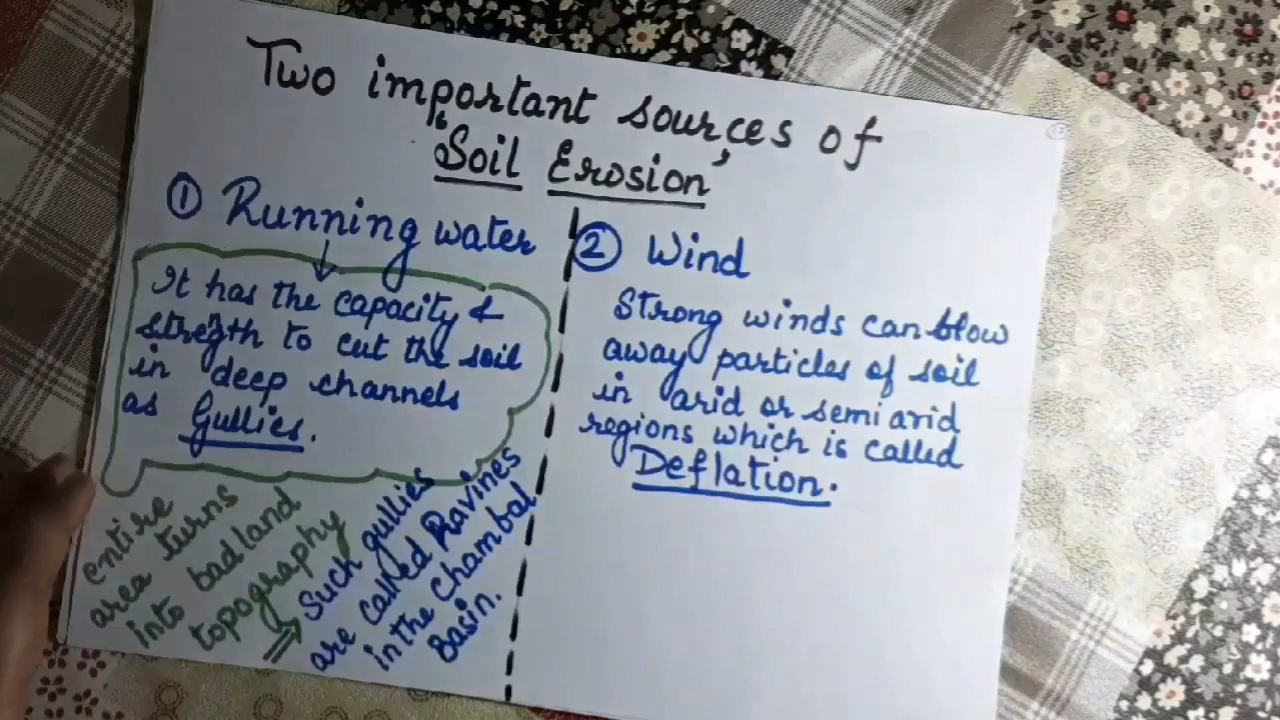 Two important sources of
"Soil Erosion"
① Running water
↓
It has the capacity &
strength to cut the soil
in deep channels
as Gullies.
entire
area turns
into badland
topography
⇒ Such gullies
are called Ravines
in the Chambal
Basin.
② Wind
Strong winds can blow
away particles of soil
in arid or semi arid
regions which is called
Deflation.